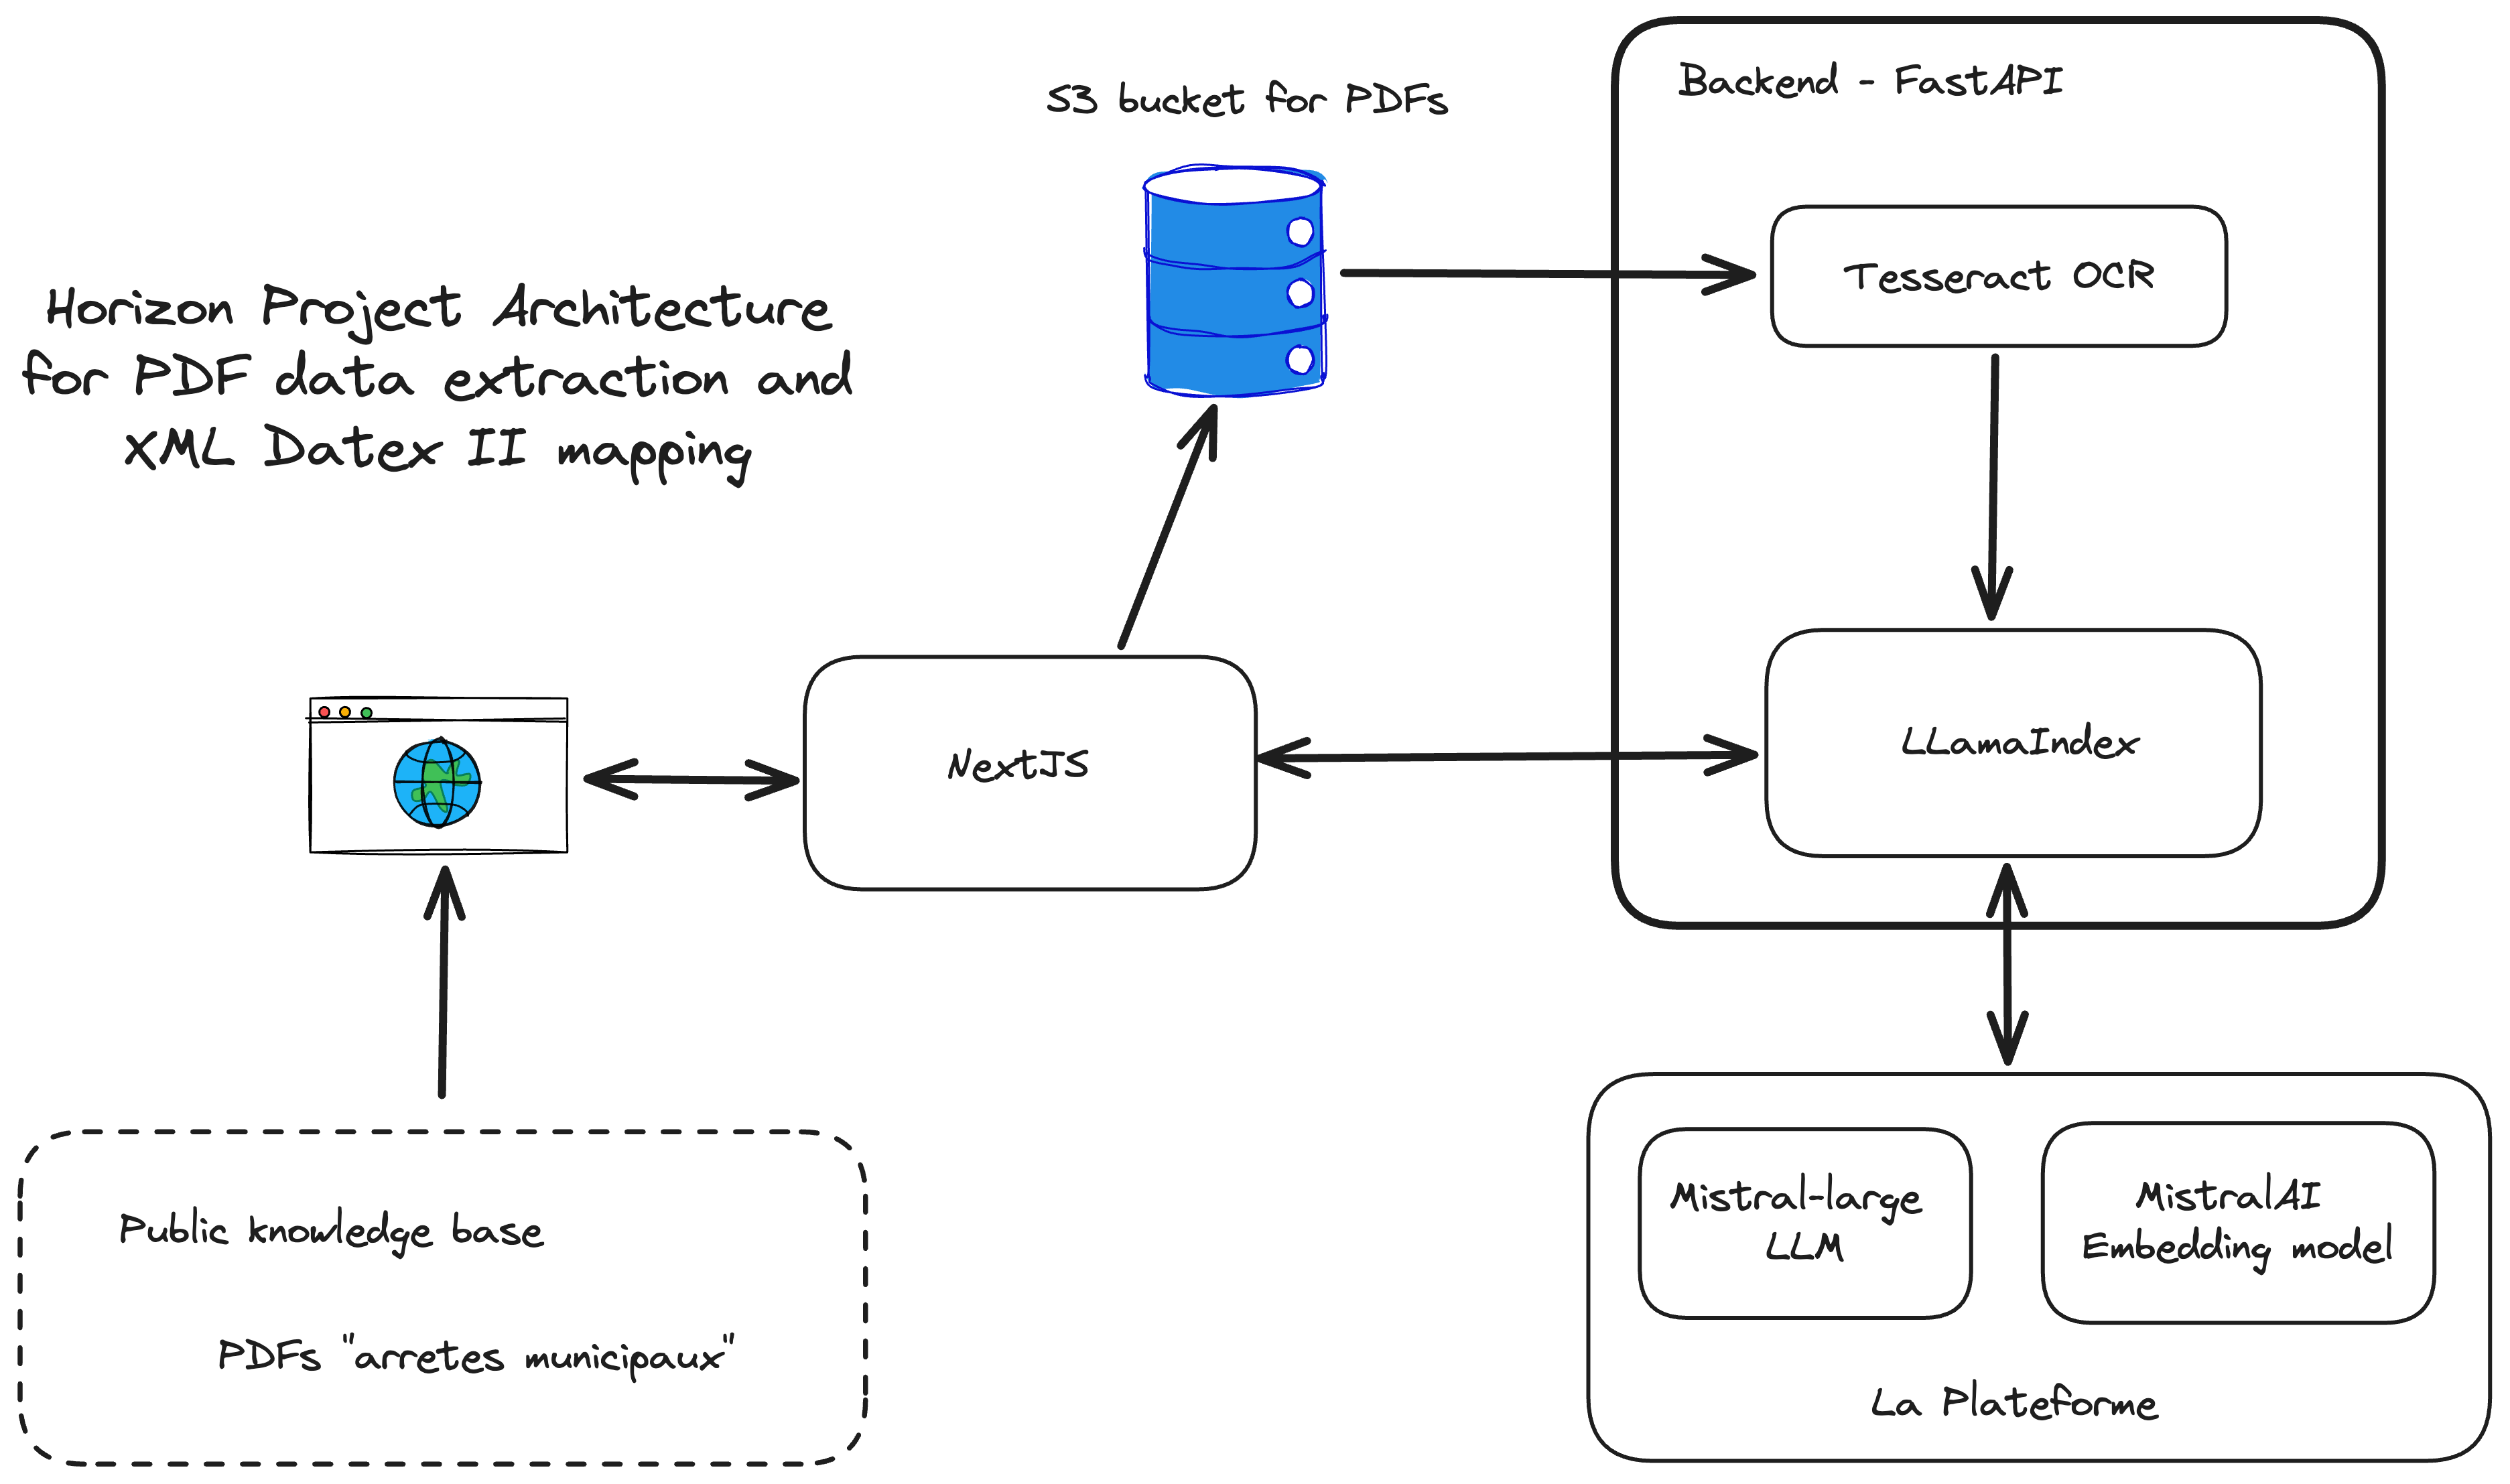 S3 bucket for PDFs
Backend - FastAPI
Tesseract OCR
Horizon Project Architecture
for PDF data extraction and
XML Datex II mapping
NextJS
LLamaIndex
Public knowledge base
PDFs "arretes municipaux"
Mistral-large
LLM
MistralAI
Embedding model
La Plateforme